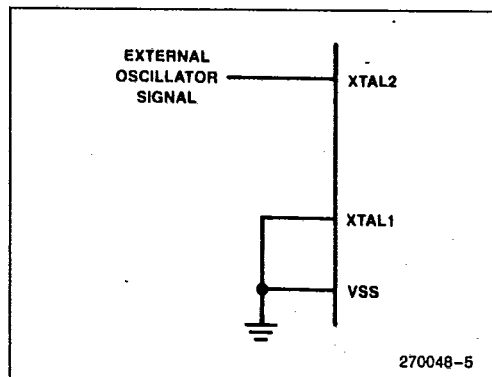 EXTERNAL
OSCILLATOR
SIGNAL
XTAL2
XTAL1
VSS
270048-5